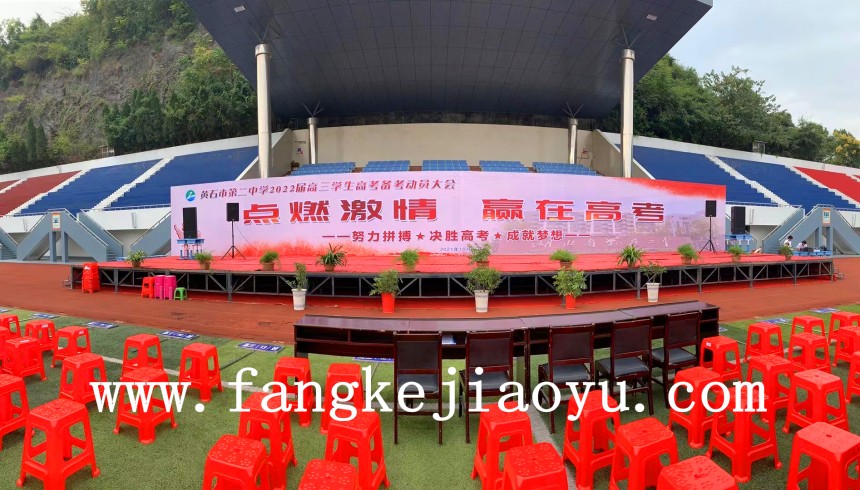 黄石市第二中学2022届高三学生高考备考动员大会
点燃激情 赢在高考
——努力拼搏★决胜高考★成就梦想——
www.fangkejiaoyu.com